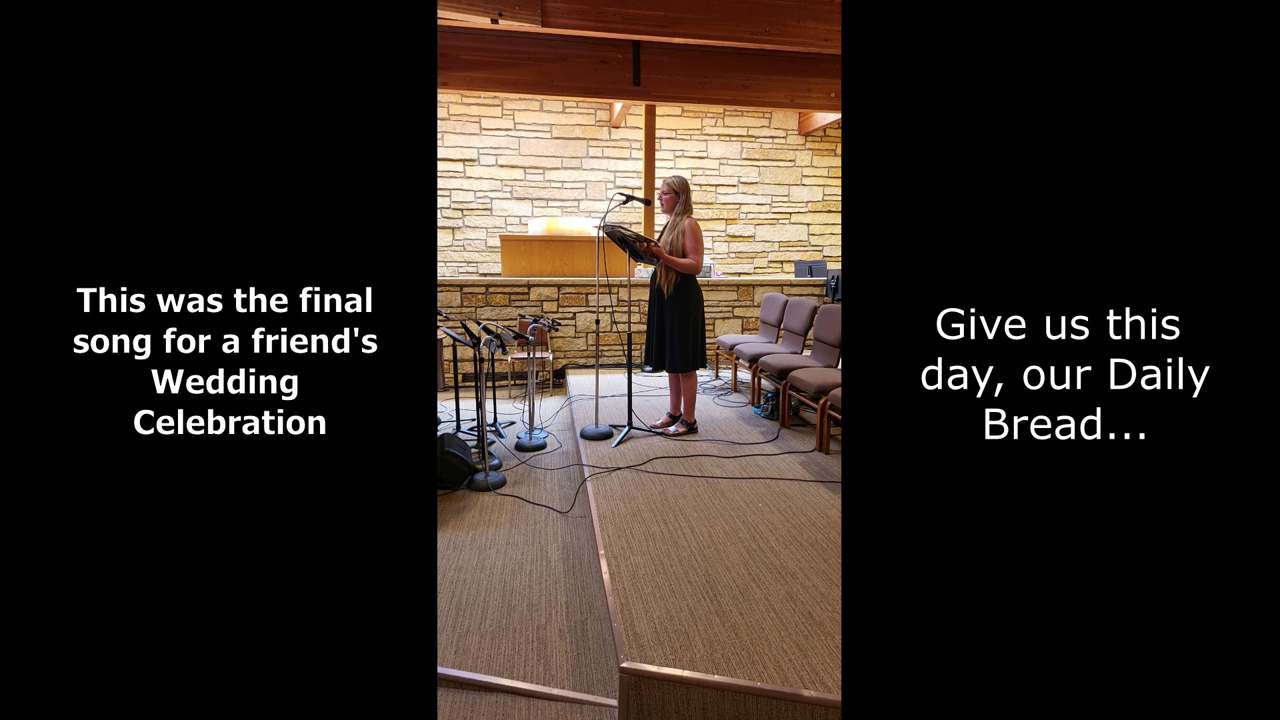 This was the final
song for a friend's
Wedding
Celebration
Give us this
day, our Daily
Bread...